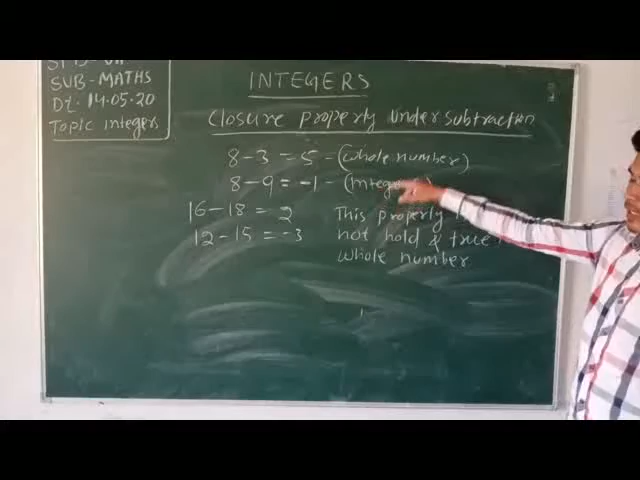 SUB-MATHS
Dt. 14.05.20
Topic integers
INTEGERS
Closure property under subtraction
8-3 = 5 - (whole number)
8-9 = -1 - (
16-18 = 2
12-15 = -3
This property
not hold & true
whole number